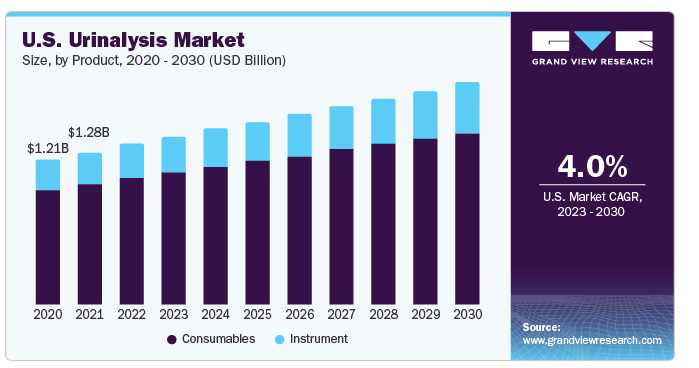 U.S. Urinalysis Market
Size, by Product, 2020 - 2030 (USD Billion)
$1.21B
$1.28B
2020 2021 2022 2023 2024 2025 2026 2027 2028 2029 2030
Consumables Instrument
GRAND VIEW RESEARCH
4.0%
U.S. Market CAGR,
2023 - 2030
Source:
www.grandviewresearch.com